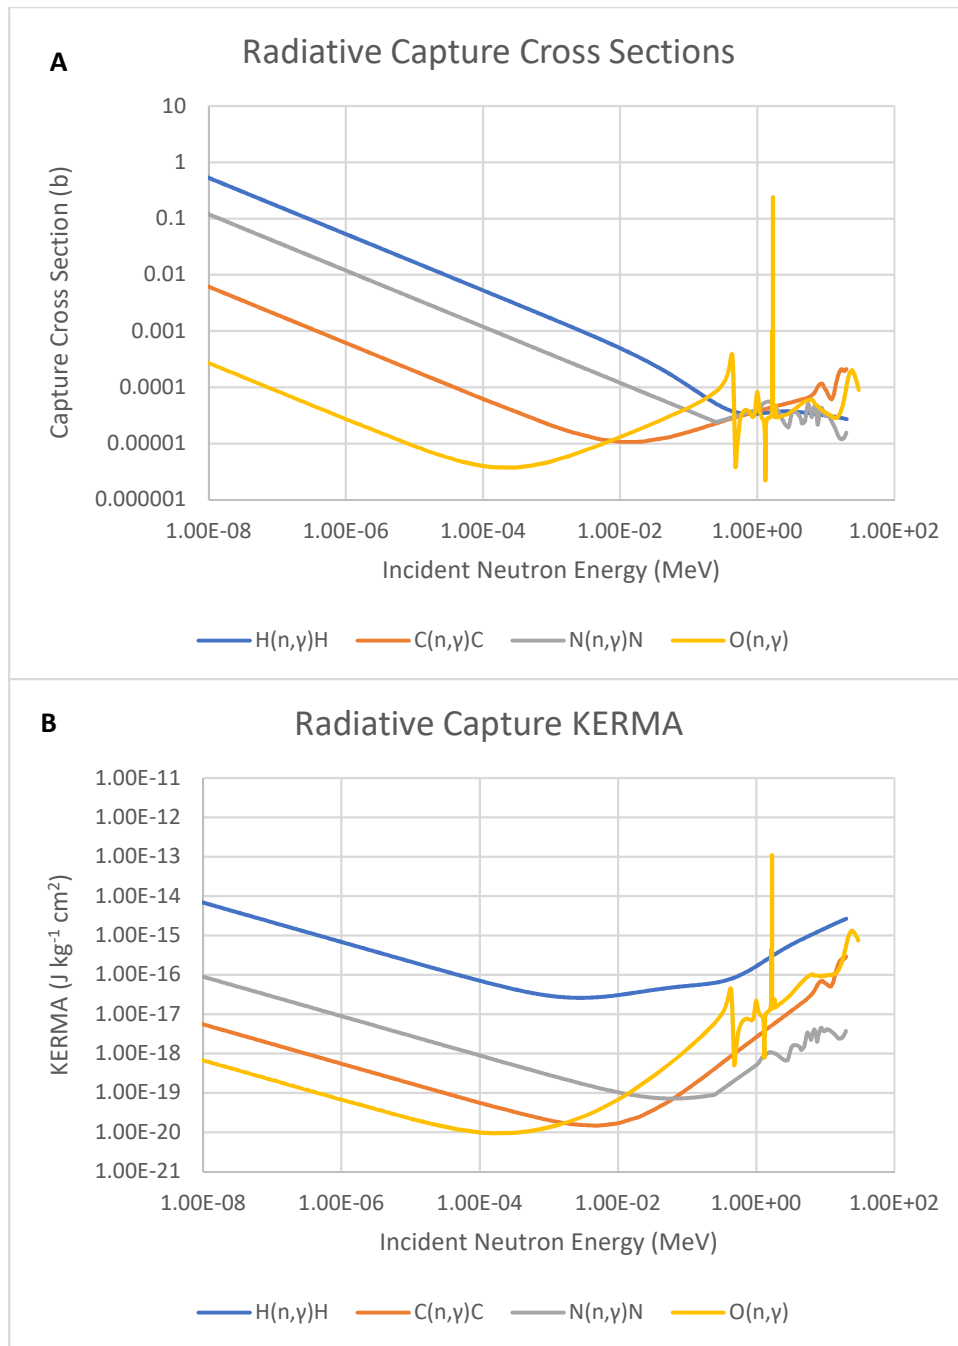 A
Radiative Capture Cross Sections
Capture Cross Section (b)
10
1
0.1
0.01
0.001
0.0001
0.00001
0.000001
1.00E-08 1.00E-06 1.00E-04 1.00E-02 1.00E+00 1.00E+02
Incident Neutron Energy (MeV)
H(n,γ)H C(n,γ)C N(n,γ)N O(n,γ)
B
Radiative Capture KERMA
KERMA (J kg⁻¹ cm²)
1.00E-11
1.00E-12
1.00E-13
1.00E-14
1.00E-15
1.00E-16
1.00E-17
1.00E-18
1.00E-19
1.00E-20
1.00E-21
1.00E-08 1.00E-06 1.00E-04 1.00E-02 1.00E+00 1.00E+02
Incident Neutron Energy (MeV)
H(n,γ)H C(n,γ)C N(n,γ)N O(n,γ)